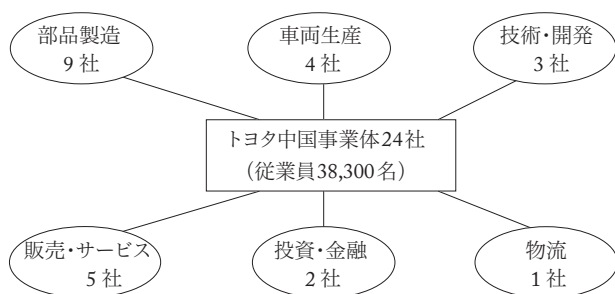 部品製造
9 社
車両生産
4 社
技術・開発
3 社
トヨタ中国事業体24社
（従業員38,300名）
販売・サービス
5 社
投資・金融
2 社
物流
1 社